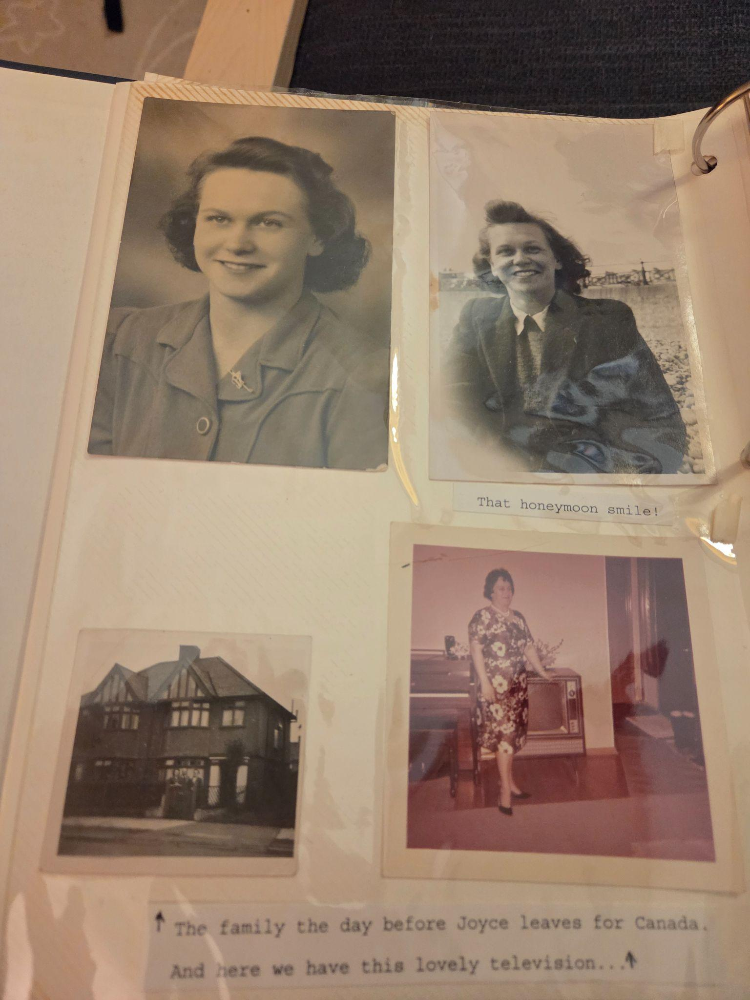 That honeymoon smile!
↑ The family the day before Joyce leaves for Canada.
And here we have this lovely television...↑